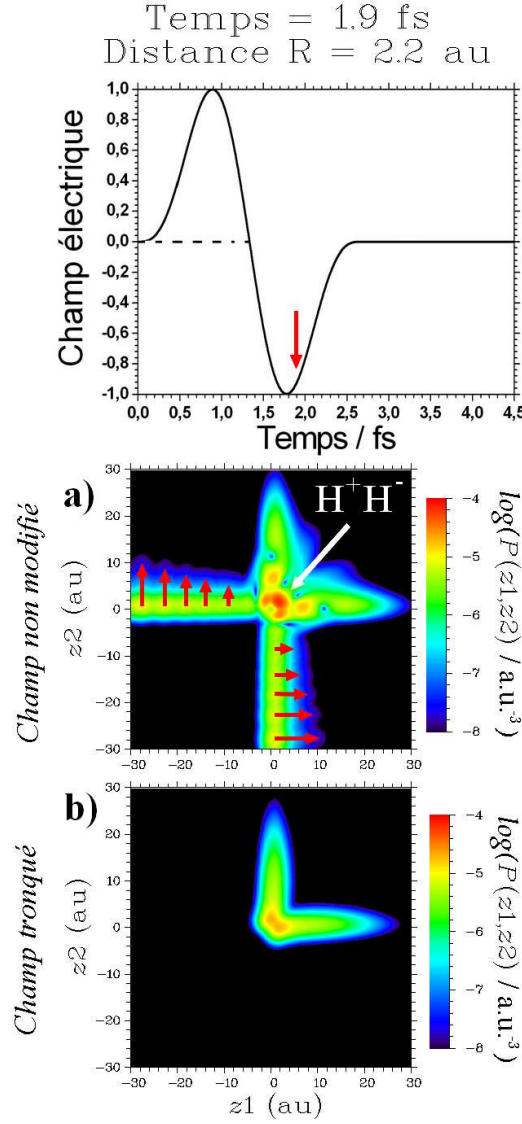 Temps = 1.9 fs
Distance R = 2.2 au
Champ électrique
1,0
0,8
0,6
0,4
0,2
0,0
-0,2
-0,4
-0,6
-0,8
-1,0
0,0 0,5 1,0 1,5 2,0 2,5 3,0 3,5 4,0 4,5
Temps / fs
Champ non modifié
a)
H⁺H⁻
z2 (au)
30
20
10
0
-10
-20
-30
-30 -20 -10 0 10 20 30
-4
-5
-6
-7
-8
log(P(z1,z2) / a.u.⁻³)
Champ tronqué
b)
z2 (au)
30
20
10
0
-10
-20
-30
-30 -20 -10 0 10 20 30
z1 (au)
-4
-5
-6
-7
-8
log(P(z1,z2) / a.u.⁻³)